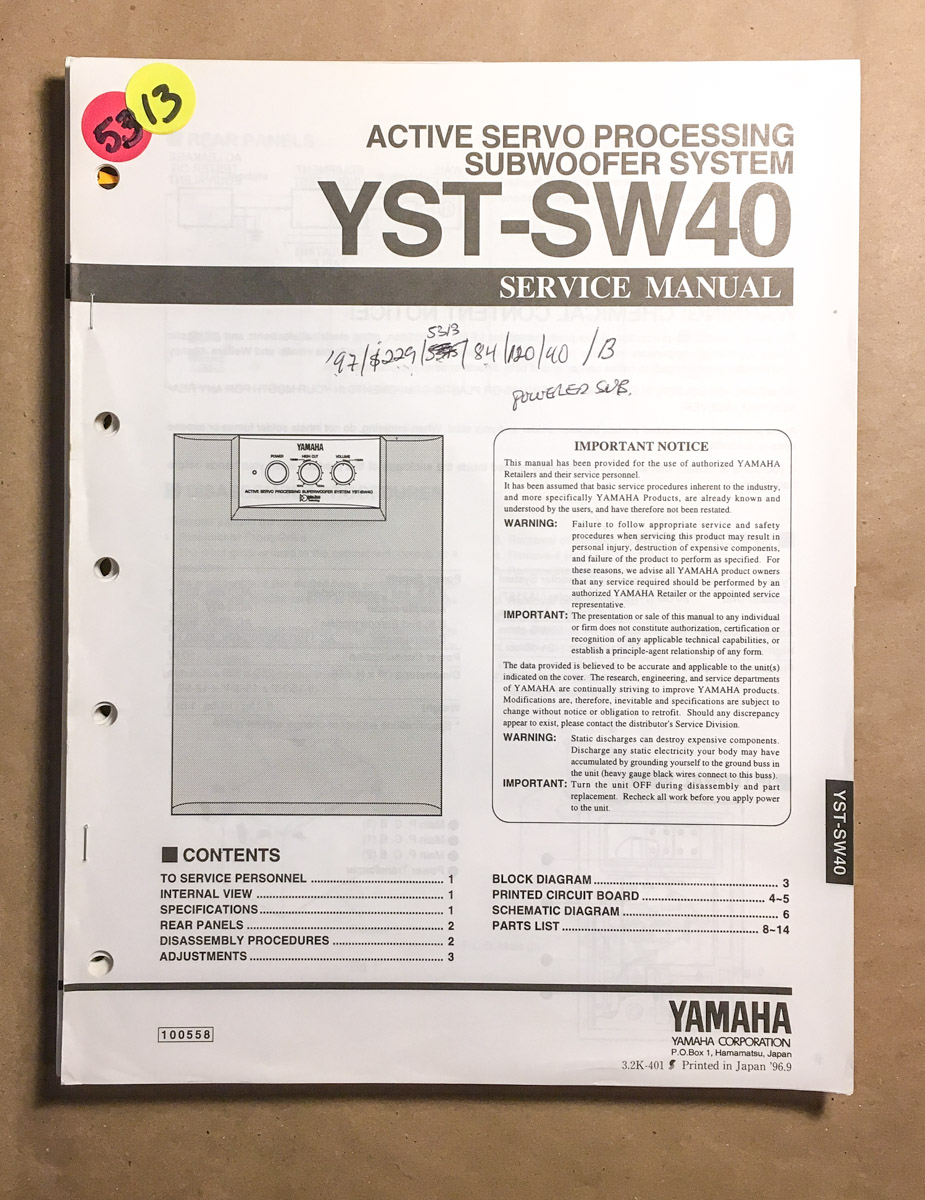 53
13
ACTIVE SERVO PROCESSING
SUBWOOFER SYSTEM
YST-SW40
SERVICE MANUAL
5313
'97/$229/ /84/120/40 /B
POWERED SUB.
YAMAHA
POWER HIGH CUT VOLUME
ACTIVE SERVO PROCESSING SUPERWOOFER SYSTEM YST-SW40
IMPORTANT NOTICE
This manual has been provided for the use of authorized YAMAHA
Retailers and their service personnel.
It has been assumed that basic service procedures inherent to the industry,
and more specifically YAMAHA Products, are already known and
understood by the users, and have therefore not been restated.
WARNING: Failure to follow appropriate service and safety
procedures when servicing this product may result in
personal injury, destruction of expensive components,
and failure of the product to perform as specified. For
these reasons, we advise all YAMAHA product owners
that any service required should be performed by an
authorized YAMAHA Retailer or the appointed service
representative.
IMPORTANT: The presentation or sale of this manual to any individual
or firm does not constitute authorization, certification or
recognition of any applicable technical capabilities, or
establish a principle-agent relationship of any form.
The data provided is believed to be accurate and applicable to the unit(s)
indicated on the cover. The research, engineering, and service departments
of YAMAHA are continually striving to improve YAMAHA products.
Modifications are, therefore, inevitable and specifications are subject to
change without notice or obligation to retrofit. Should any discrepancy
appear to exist, please contact the distributor's Service Division.
WARNING: Static discharges can destroy expensive components.
Discharge any static electricity your body may have
accumulated by grounding yourself to the ground buss in
the unit (heavy gauge black wires connect to this buss).
IMPORTANT: Turn the unit OFF during disassembly and part
replacement. Recheck all work before you apply power
to the unit.
YST-SW40
■ CONTENTS
TO SERVICE PERSONNEL ........ 1
INTERNAL VIEW ........ 1
SPECIFICATIONS ........ 1
REAR PANELS ........ 2
DISASSEMBLY PROCEDURES ........ 2
ADJUSTMENTS ........ 3
BLOCK DIAGRAM ........ 3
PRINTED CIRCUIT BOARD ........ 4~5
SCHEMATIC DIAGRAM ........ 6
PARTS LIST ........ 8~14
100558
YAMAHA
YAMAHA CORPORATION
P.O.Box 1, Hamamatsu, Japan
3.2K-401 Printed in Japan '96.9